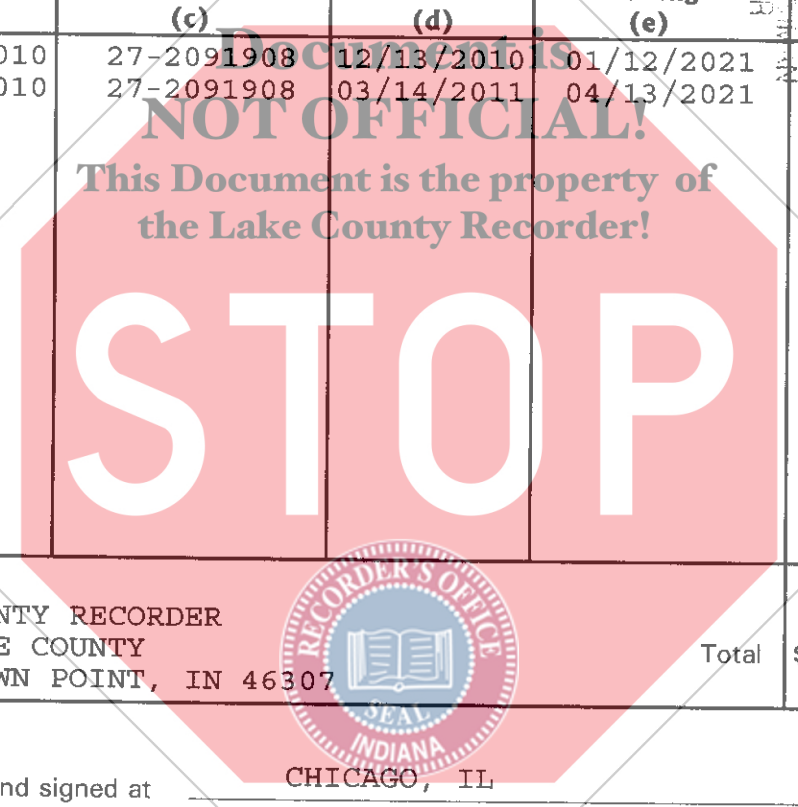 (c) (d) (e)
Document is
010 27-2091908 12/13/2010 01/12/2021
010 27-2091908 03/14/2011 04/13/2021
NOT OFFICIAL!
This Document is the property of
the Lake County Recorder!
STOP
RECORDER'S OFFICE
NTY RECORDER
E COUNTY
Total
WN POINT, IN 46307
SEAL
INDIANA
nd signed at CHICAGO, IL